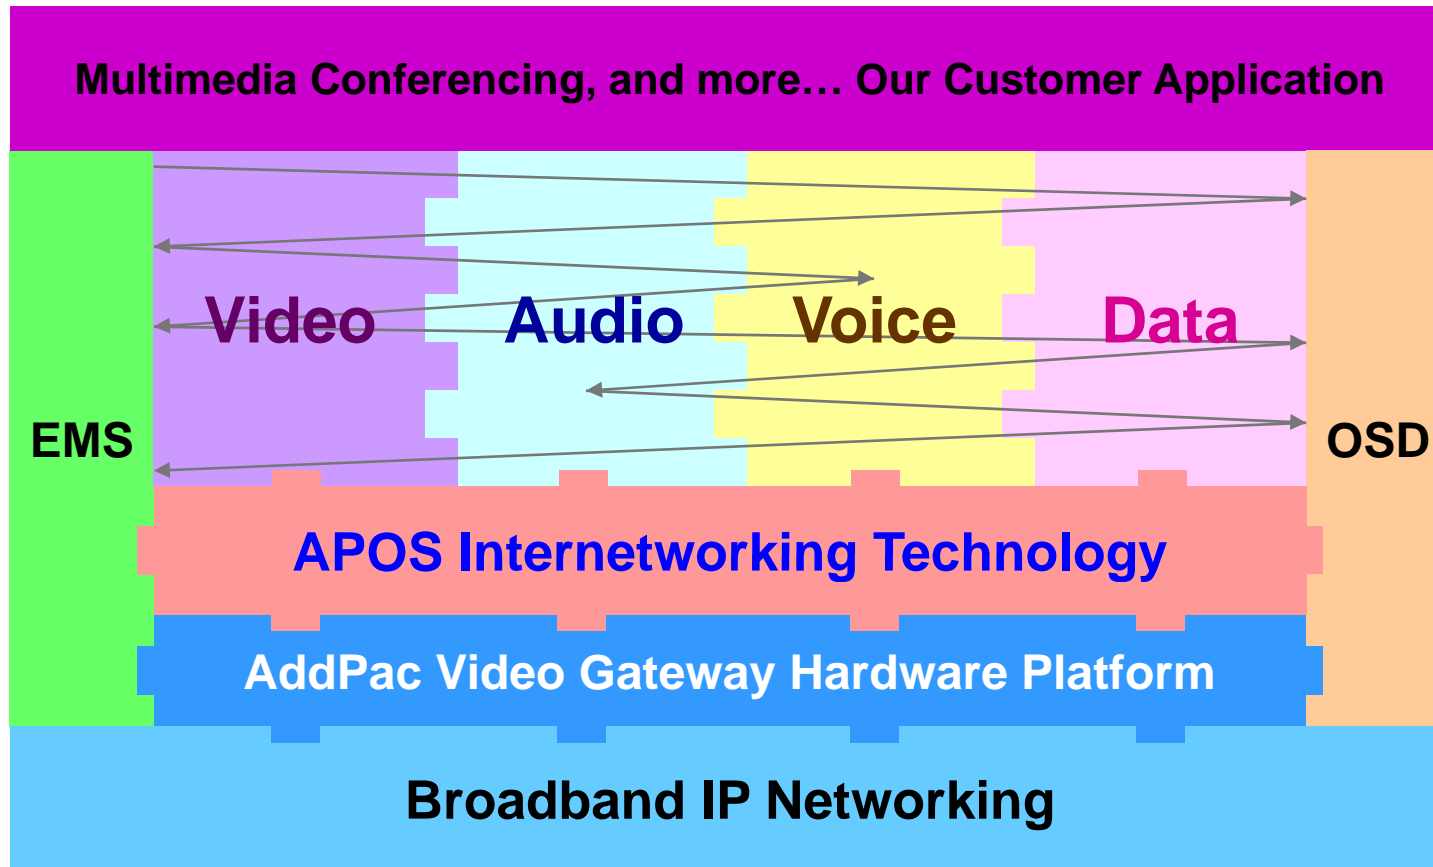 Multimedia Conferencing, and more… Our Customer Application
Video Audio Voice Data
EMS
OSD
APOS Internetworking Technology
AddPac Video Gateway Hardware Platform
Broadband IP Networking